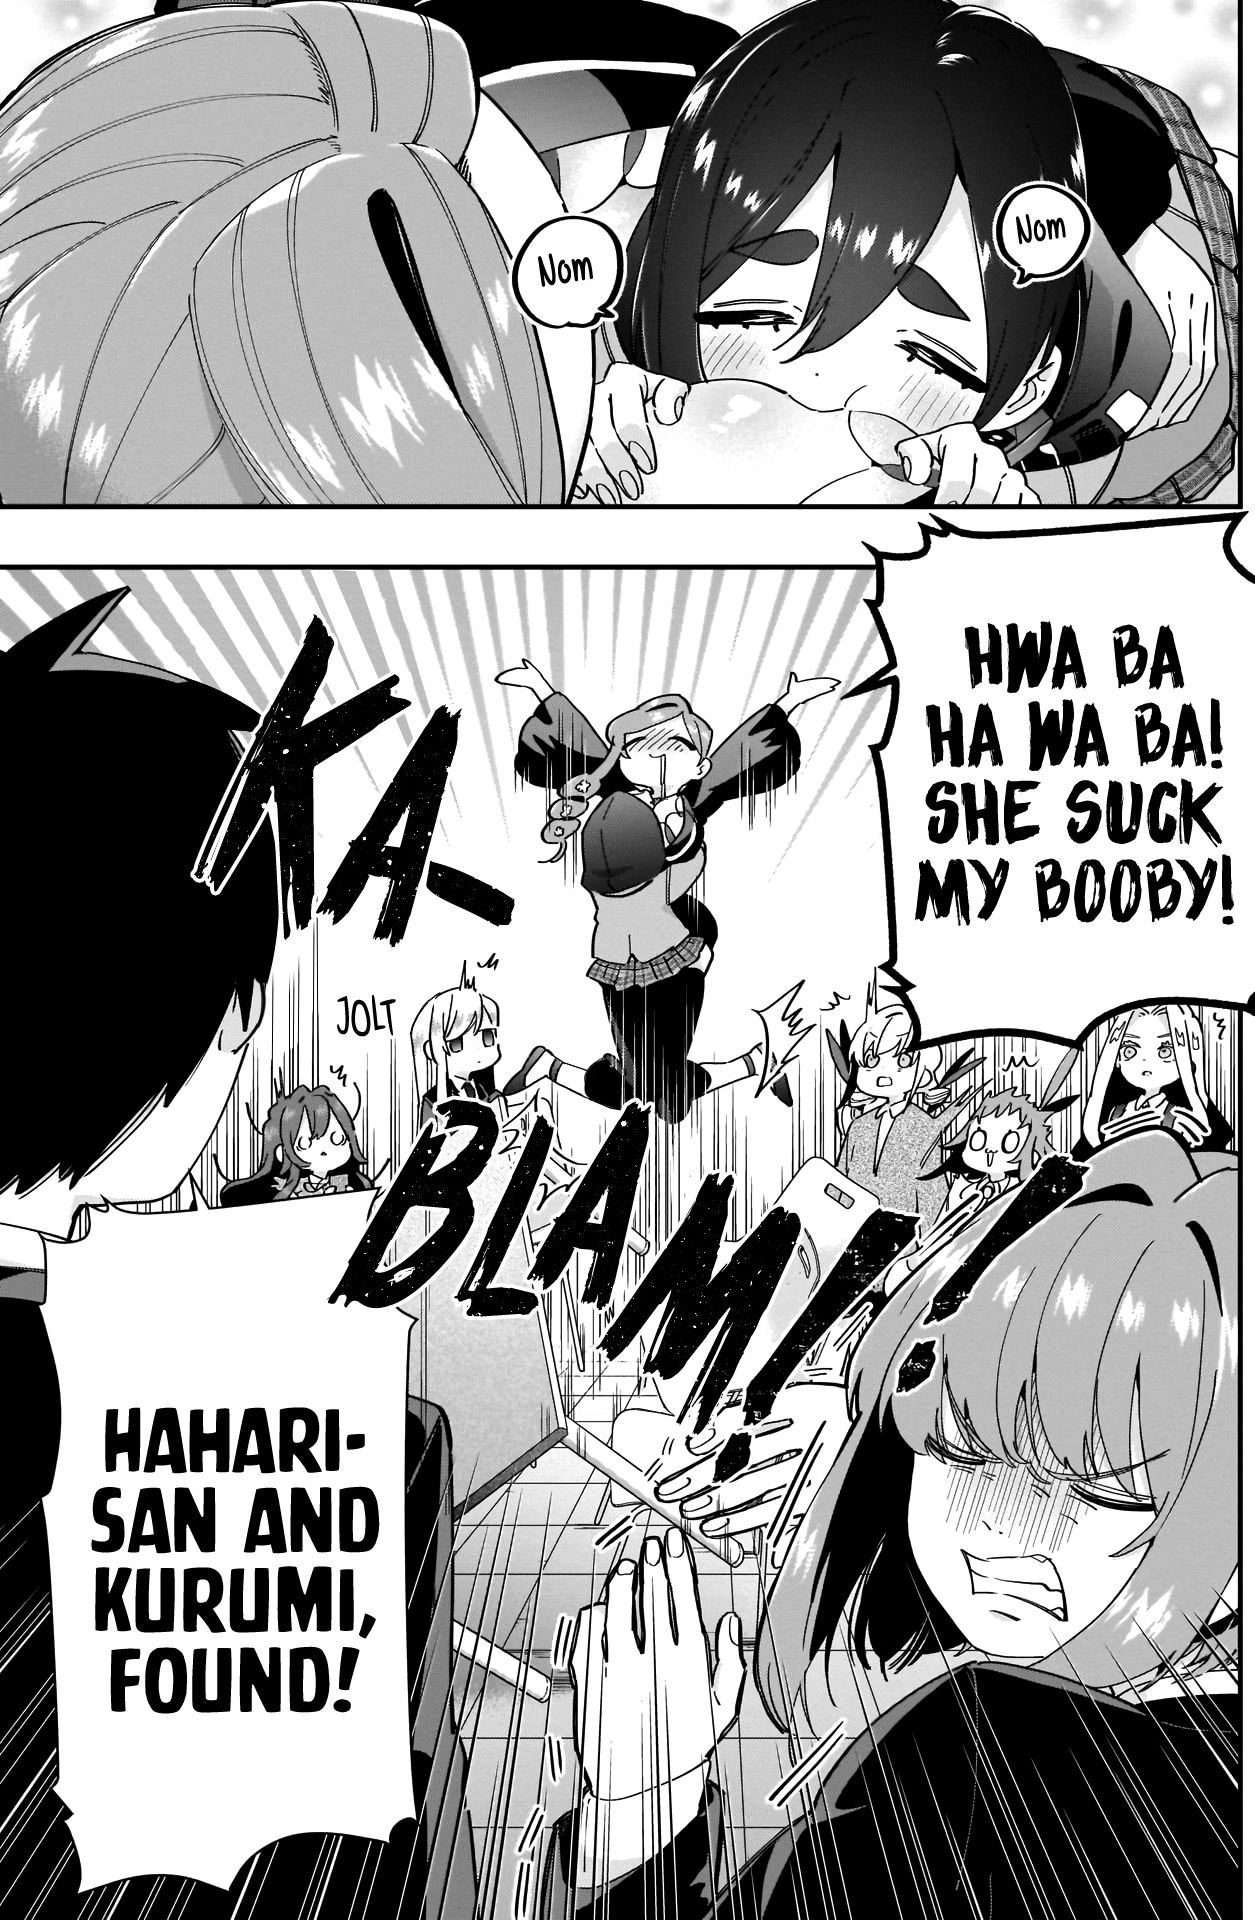 Nom
Nom
HWA BA
HA WA BA!
SHE SUCK
MY BOOBY!
KA-
JOLT
BLAM!!
HAHARI-
SAN AND
KURUMI,
FOUND!